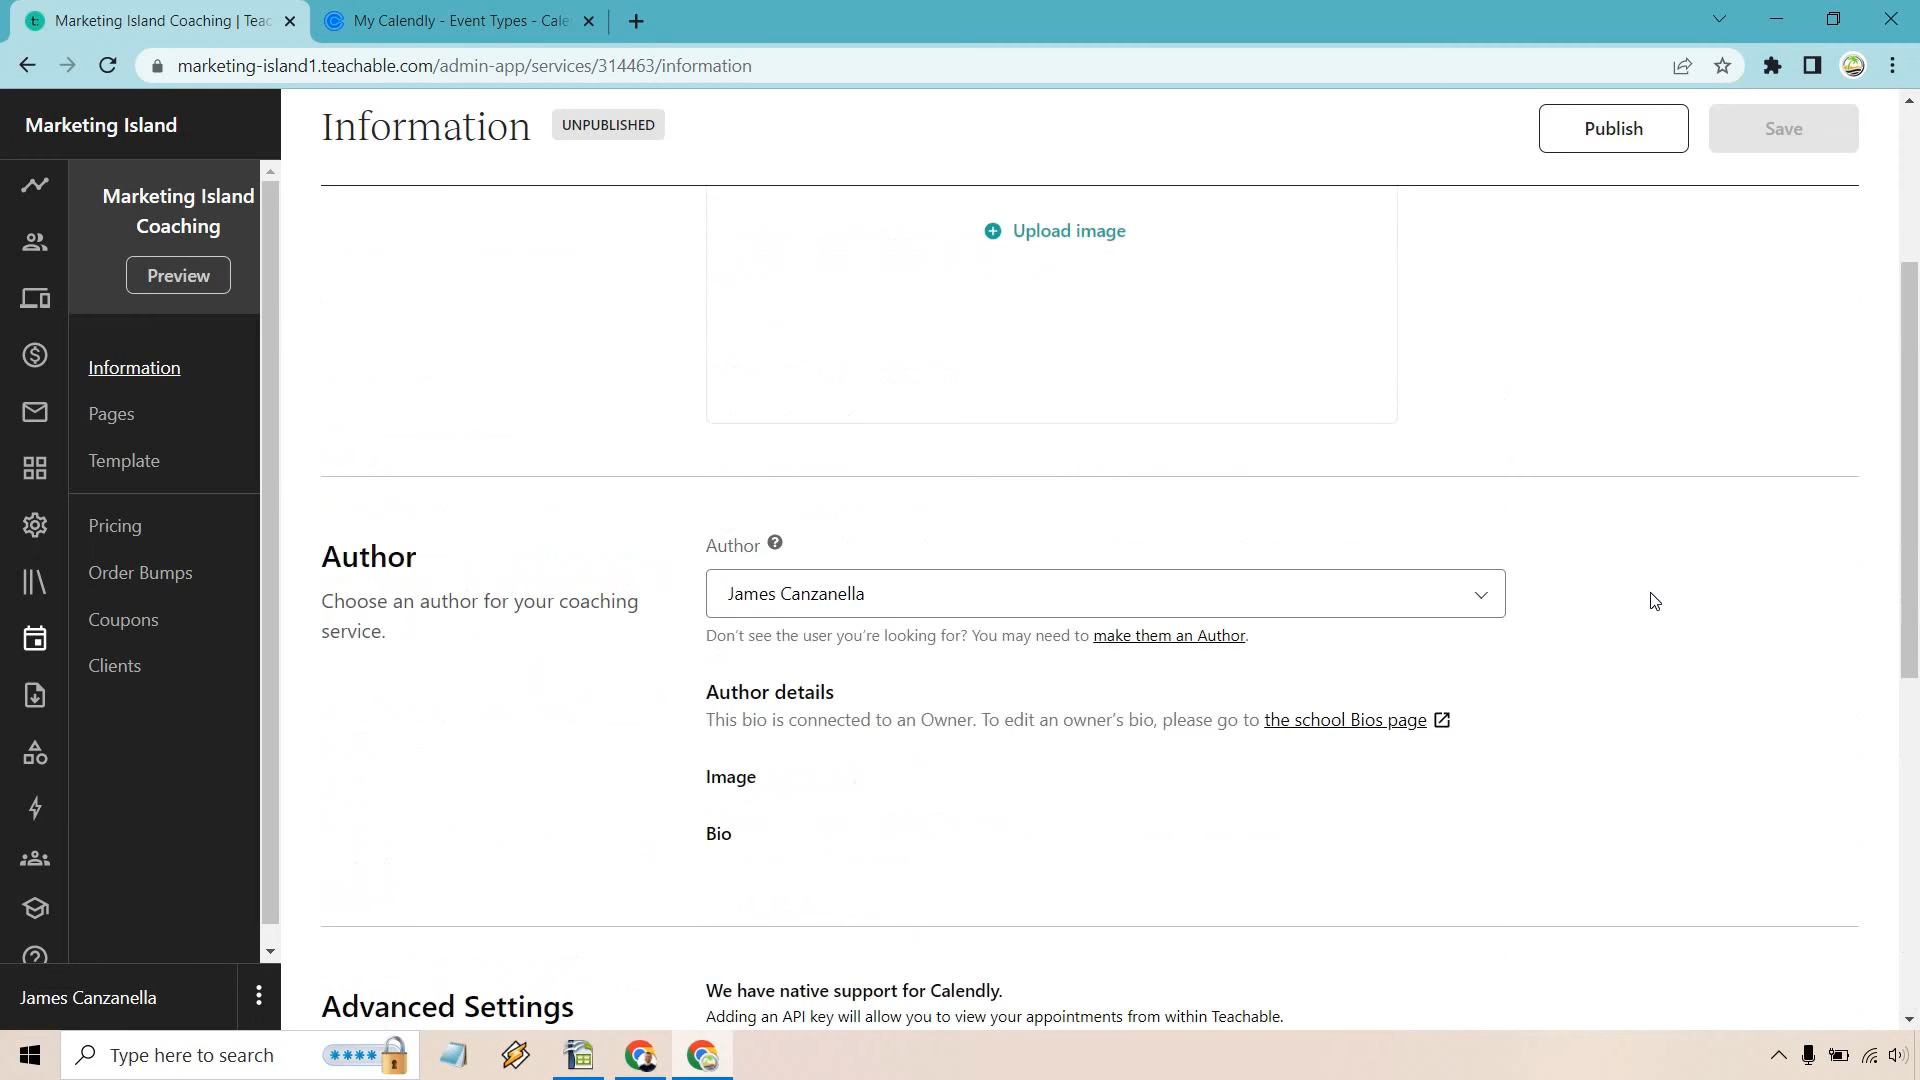 Marketing Island Coaching | Teac
My Calendly - Event Types - Cale
marketing-island1.teachable.com/admin-app/services/314463/information
Marketing Island
Marketing Island
Coaching
Preview
Information
Pages
Template
Pricing
Order Bumps
Coupons
Clients
James Canzanella
Information
UNPUBLISHED
Publish
Save
Upload image
Author
Choose an author for your coaching
service.
Author
James Canzanella
Don't see the user you're looking for? You may need to make them an Author.
Author details
This bio is connected to an Owner. To edit an owner's bio, please go to the school Bios page
Image
Bio
Advanced Settings
We have native support for Calendly.
Adding an API key will allow you to view your appointments from within Teachable.
Type here to search